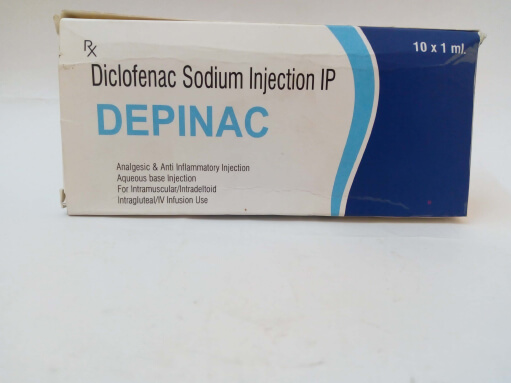 Rx
10 x 1 ml.
Diclofenac Sodium Injection IP
DEPINAC
Analgesic & Anti Inflammatory Injection
Aqueous base Injection
For Intramuscular/Intradeltoid
Intragluteal/IV Infusion Use